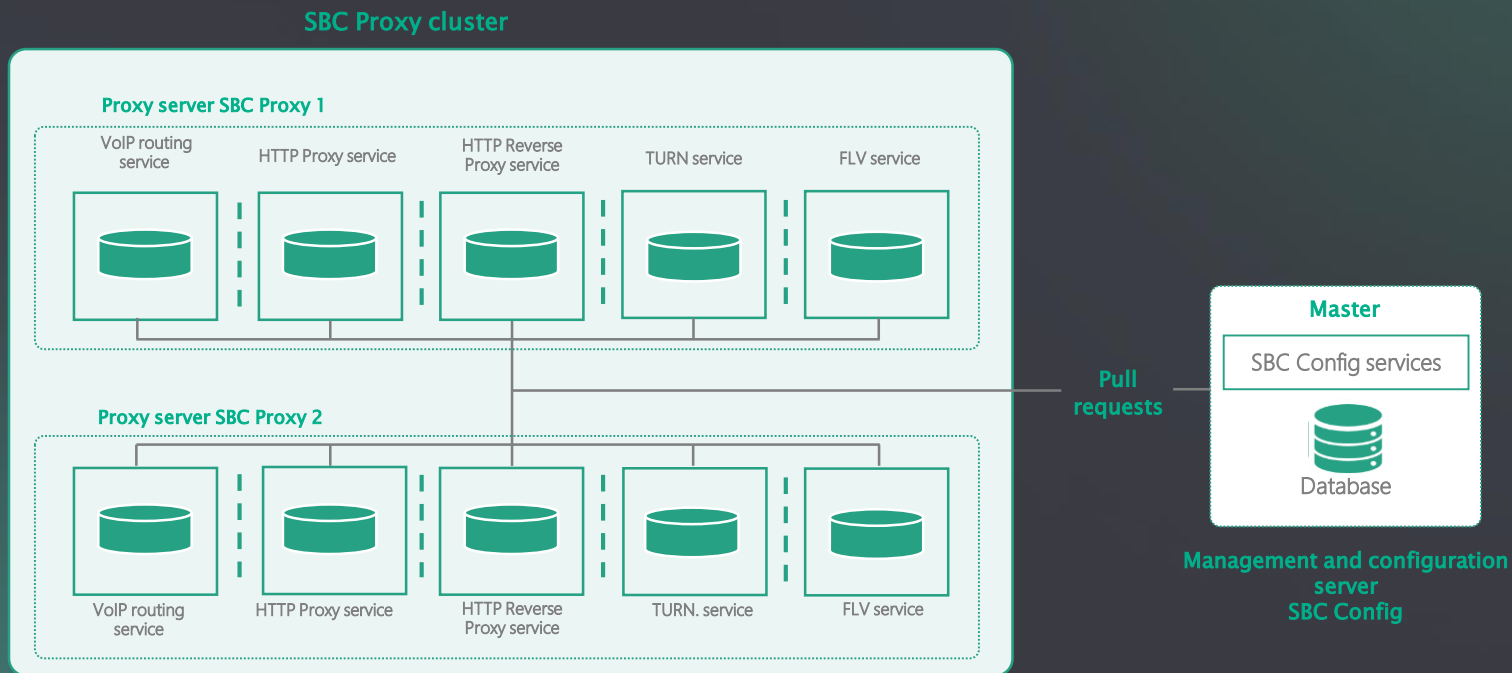 SBC Proxy cluster
Proxy server SBC Proxy 1
VoIP routing
service
HTTP Proxy service
HTTP Reverse
Proxy service
TURN service
FLV service
Pull
requests
Master
SBC Config services
Database
Management and configuration
server
SBC Config
Proxy server SBC Proxy 2
VoIP routing
service
HTTP Proxy service
HTTP Reverse
Proxy service
TURN. service
FLV service